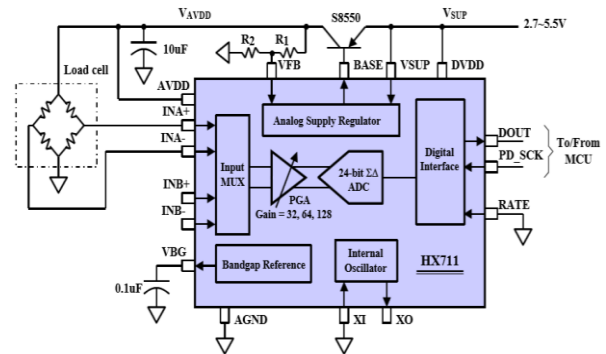 V_AVDD
S8550
V_SUP
2.7~5.5V
R2
R1
10uF
Load cell
VFB
BASE
VSUP
DVDD
AVDD
INA+
INA-
INB+
INB-
VBG
Analog Supply Regulator
Input
MUX
PGA
Gain = 32, 64, 128
24-bit ΣΔ
ADC
Digital
Interface
DOUT
PD_SCK
To/From
MCU
RATE
Bandgap Reference
Internal
Oscillator
HX711
0.1uF
AGND
XI
XO